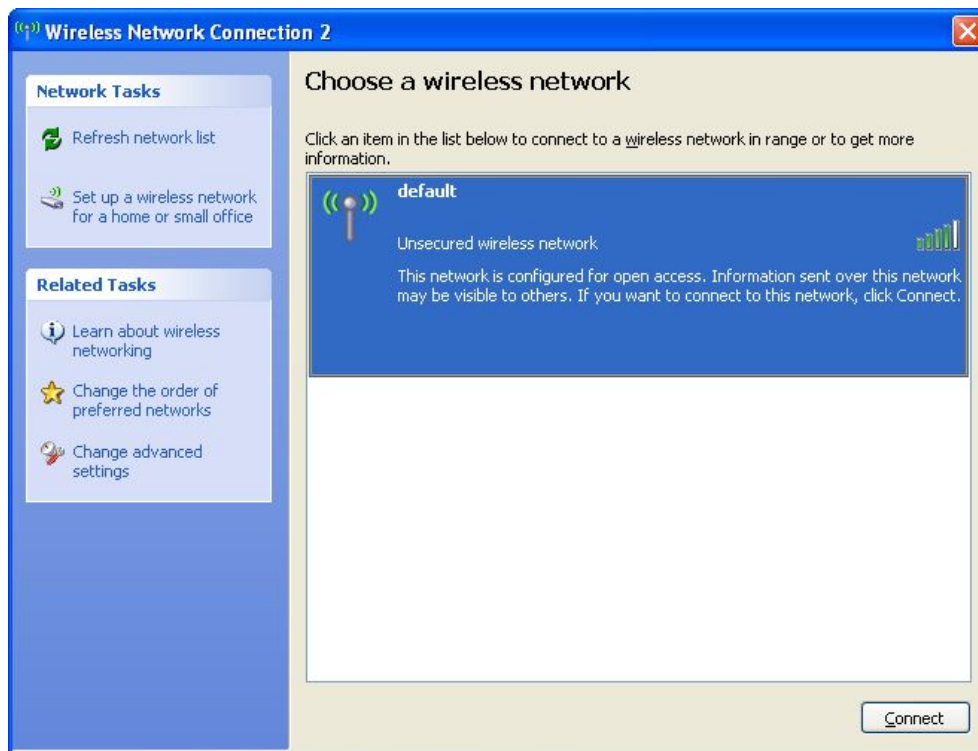 Wireless Network Connection 2
Network Tasks
Refresh network list
Set up a wireless network
for a home or small office
Related Tasks
Learn about wireless
networking
Change the order of
preferred networks
Change advanced
settings
Choose a wireless network
Click an item in the list below to connect to a wireless network in range or to get more
information.
default
Unsecured wireless network
This network is configured for open access. Information sent over this network
may be visible to others. If you want to connect to this network, click Connect.
Connect